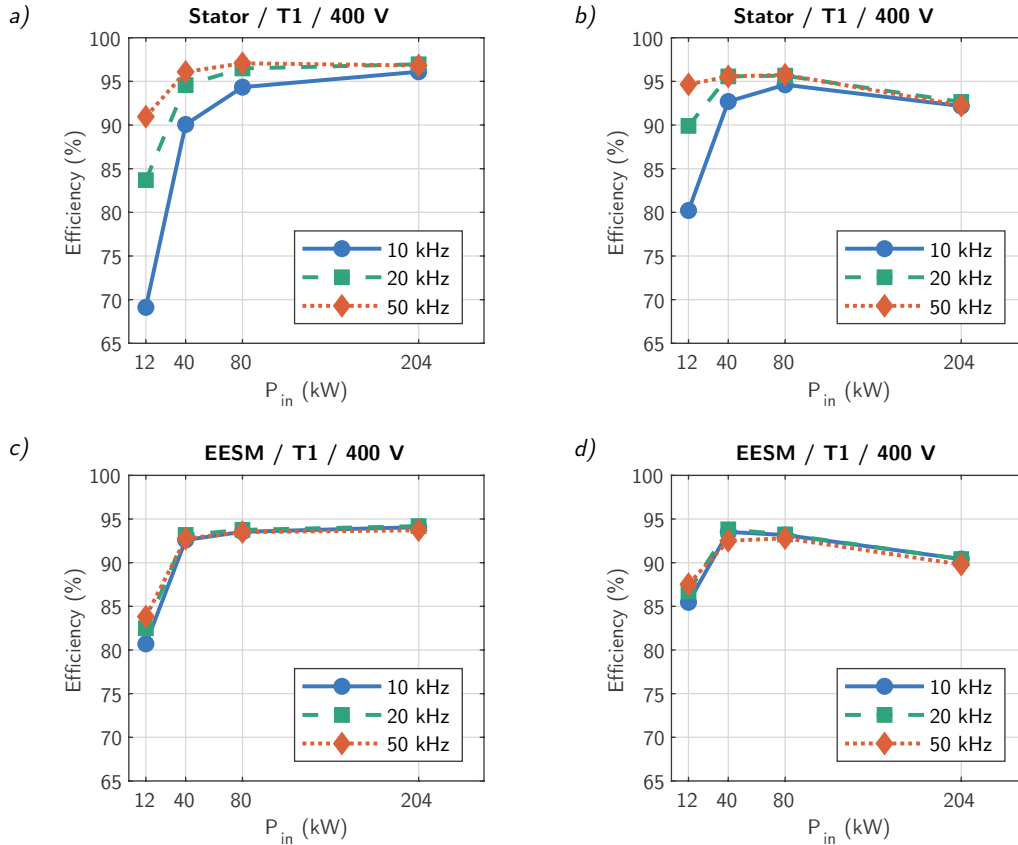 a)
Stator / T1 / 400 V
100
95
90
85
80
75
70
65
Efficiency (%)
12 40 80 204
P_in (kW)
10 kHz
20 kHz
50 kHz
b)
Stator / T1 / 400 V
100
95
90
85
80
75
70
65
Efficiency (%)
12 40 80 204
P_in (kW)
10 kHz
20 kHz
50 kHz
c)
EESM / T1 / 400 V
100
95
90
85
80
75
70
65
Efficiency (%)
12 40 80 204
P_in (kW)
10 kHz
20 kHz
50 kHz
d)
EESM / T1 / 400 V
100
95
90
85
80
75
70
65
Efficiency (%)
12 40 80 204
P_in (kW)
10 kHz
20 kHz
50 kHz